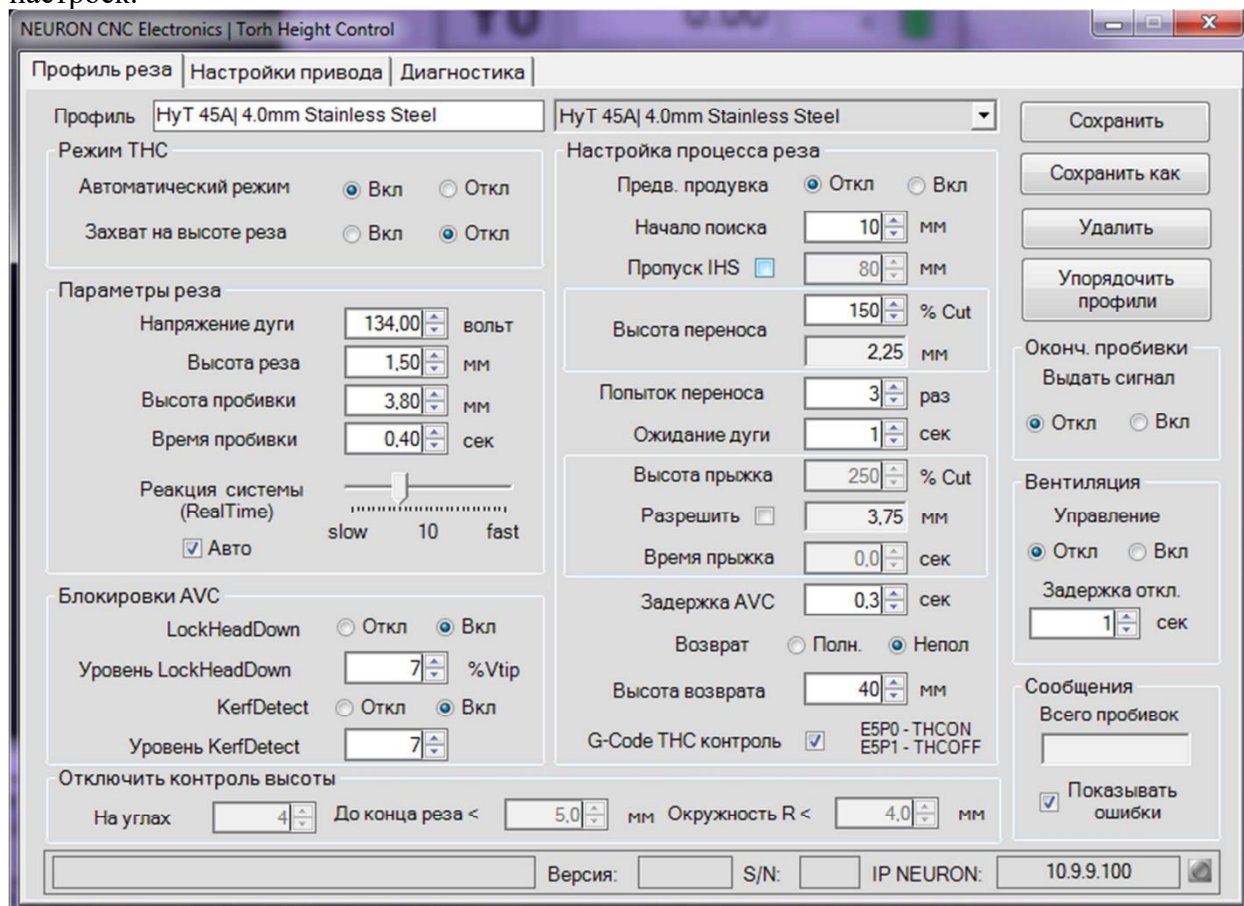 настроек.
NEURON CNC Electronics | Torh Height Control
Профиль реза Настройки привода Диагностика
Профиль HyT 45A| 4.0mm Stainless Steel HyT 45A| 4.0mm Stainless Steel
Сохранить
Сохранить как
Удалить
Упорядочить
профили
Режим THC
Автоматический режим Вкл Откл
Захват на высоте реза Вкл Откл
Параметры реза
Напряжение дуги 134,00 вольт
Высота реза 1,50 мм
Высота пробивки 3,80 мм
Время пробивки 0,40 сек
Реакция системы
(RealTime)
slow 10 fast
Авто
Блокировки AVC
LockHeadDown Откл Вкл
Уровень LockHeadDown 7 %Vtip
KerfDetect Откл Вкл
Уровень KerfDetect 7
Настройка процесса реза
Предв. продувка Откл Вкл
Начало поиска 10 мм
Пропуск IHS 80 мм
Высота переноса 150 % Cut
2,25 мм
Попыток переноса 3 раз
Ожидание дуги 1 сек
Высота прыжка 250 % Cut
Разрешить 3,75 мм
Время прыжка 0,0 сек
Задержка AVC 0,3 сек
Возврат Полн. Непол
Высота возврата 40 мм
G-Code THC контроль E5P0 - THCON
E5P1 - THCOFF
Оконч. пробивки
Выдать сигнал
Откл Вкл
Вентиляция
Управление
Откл Вкл
Задержка откл.
1 сек
Сообщения
Всего пробивок
Показывать
ошибки
Отключить контроль высоты
На углах 4 До конца реза < 5,0 мм Окружность R < 4,0 мм
Версия: S/N: IP NEURON: 10.9.9.100